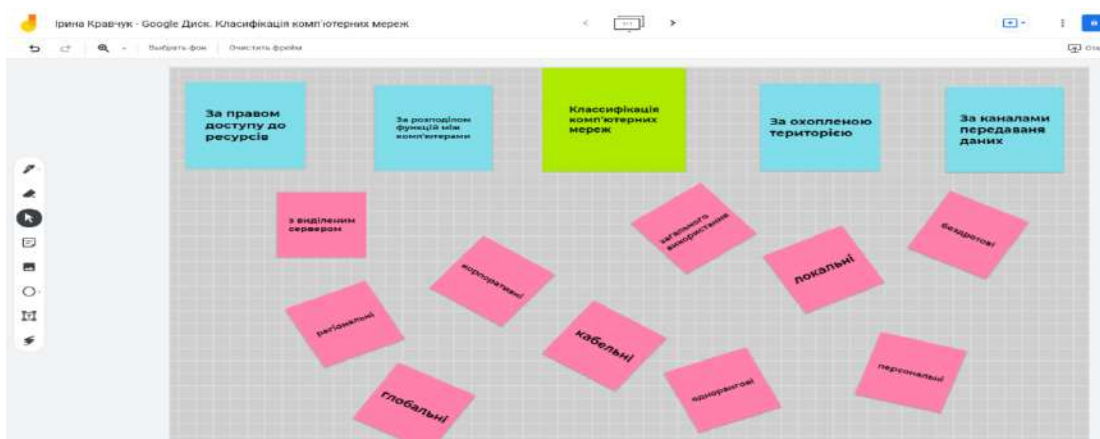 Ірина Кравчук - Google Диск. Класифікація комп'ютерних мереж
Выбрать фон
Очистить фрейм
За правом
доступу до
ресурсів
За розподілом
функцій між
комп'ютерами
Классифікація
комп'ютерних
мереж
За охопленою
територією
За каналами
передаваня
даних
з виділеним
сервером
загального
використання
бездротові
корпоративні
локальні
регіональні
кабельні
глобальні
однорангові
персональні